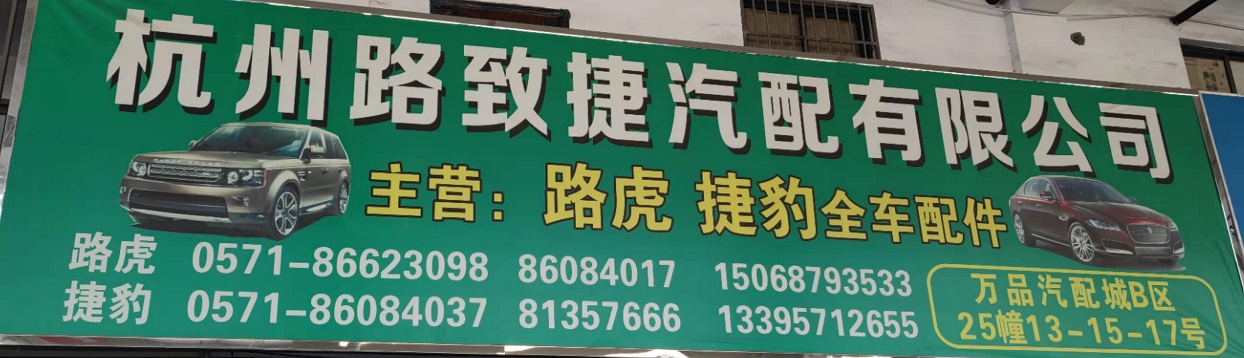 杭州路致捷汽配有限公司
主营：路虎 捷豹全车配件
路虎 0571-86623098 86084017 15068793533
捷豹 0571-86084037 81357666 13395712655
万品汽配城B区
25幢13-15-17号